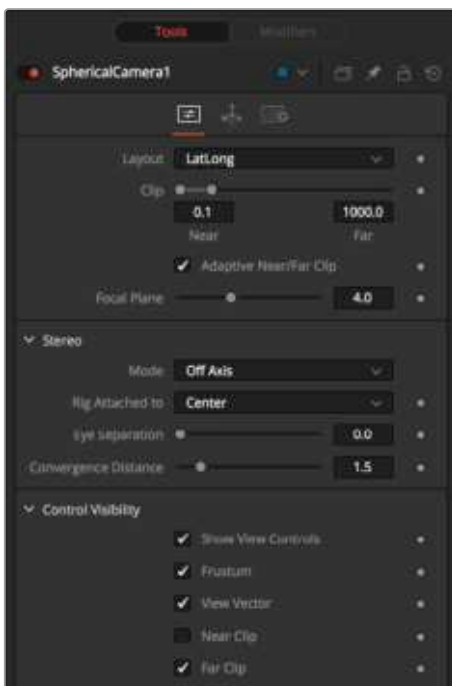 Tools Modifiers
SphericalCamera1
Layout LatLong
Clip
0.1 1000.0
Near Far
Adaptive Near/Far Clip
Focal Plane 4.0
Stereo
Mode Off Axis
Rig Attached to Center
Eye Separation 0.0
Convergence Distance 1.5
Control Visibility
Show View Controls
Frustum
View Vector
Near Clip
Far Clip